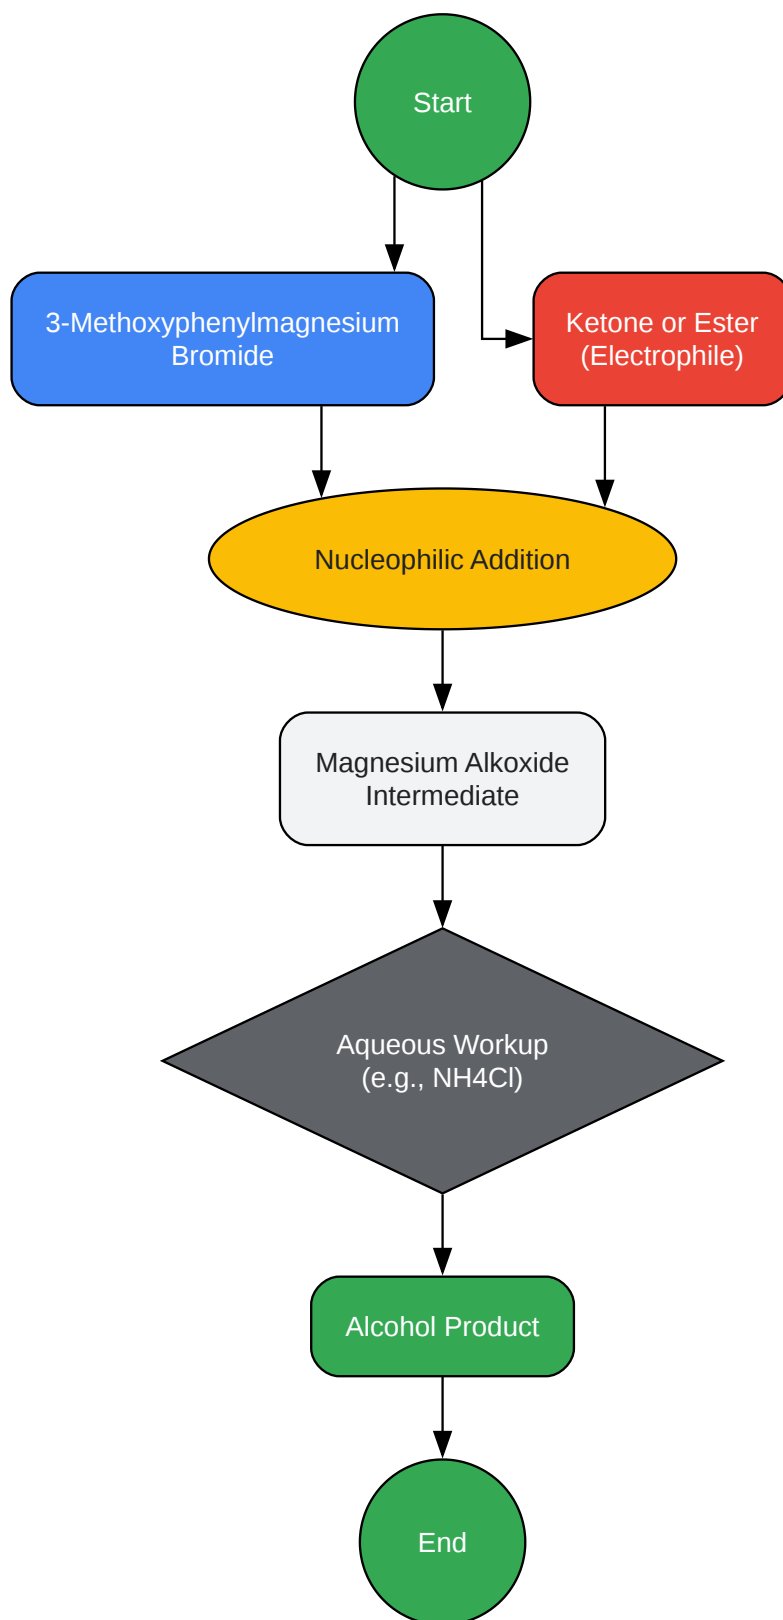 Start
3-Methoxyphenylmagnesium
Bromide
Ketone or Ester
(Electrophile)
Nucleophilic Addition
Magnesium Alkoxide
Intermediate
Aqueous Workup
(e.g., NH4Cl)
Alcohol Product
End